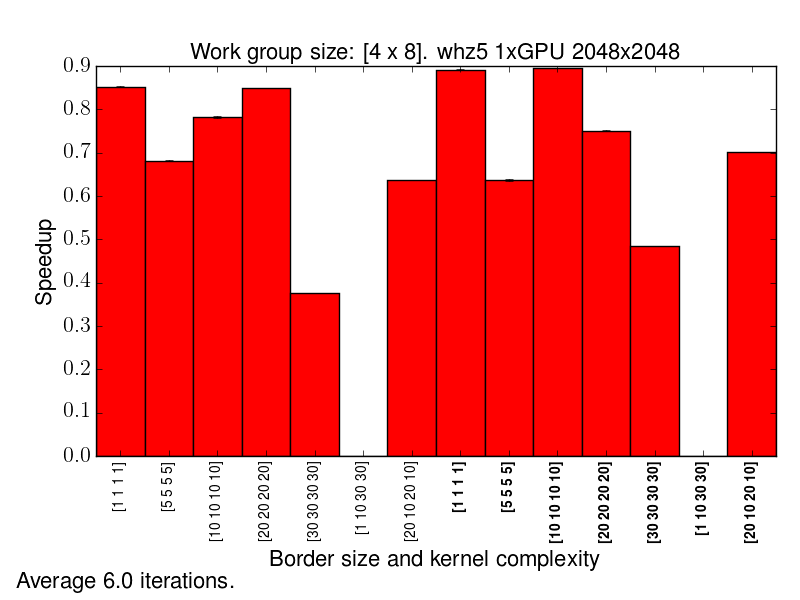 Work group size: [4 x 8]. whz5 1xGPU 2048x2048
0.9
0.8
0.7
0.6
0.5
0.4
0.3
0.2
0.1
0.0
Speedup
[1 1 1 1]
[5 5 5 5]
[10 10 10 10]
[20 20 20 20]
[30 30 30 30]
[1 10 30 30]
[20 10 20 10]
[1 1 1 1]
[5 5 5 5]
[10 10 10 10]
[20 20 20 20]
[30 30 30 30]
[1 10 30 30]
[20 10 20 10]
Border size and kernel complexity
Average 6.0 iterations.